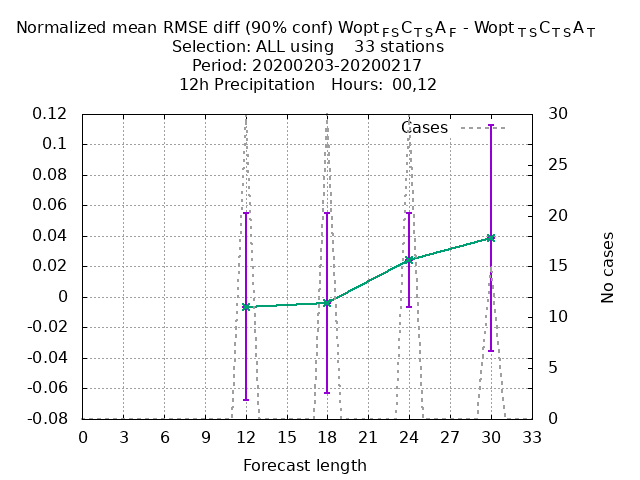 Normalized mean RMSE diff (90% conf) Wopt FS C TS A F - Wopt TS C TS A T
Selection: ALL using 33 stations
Period: 20200203-20200217
12h Precipitation Hours: 00,12
Cases
0.12
0.1
0.08
0.06
0.04
0.02
0
-0.02
-0.04
-0.06
-0.08
30
25
20
15
10
5
0
No cases
0 3 6 9 12 15 18 21 24 27 30 33
Forecast length